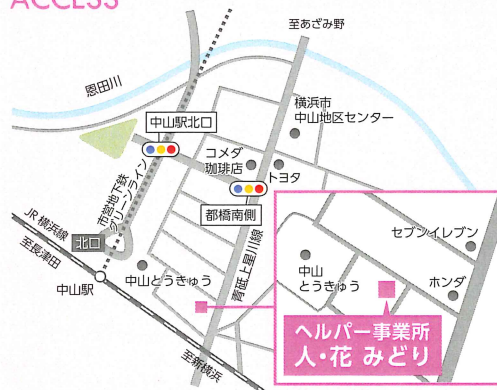 ACCESS
至あざみ野
恩田川
横浜市
中山地区センター
中山駅北口
コメダ
珈琲店
トヨタ
市営地下鉄
グリーンライン
都橋南側
JR横浜線
北口
至長津田
中山駅
中山とうきゅう
青砥上星川線
至新横浜
セブンイレブン
中山
とうきゅう
ホンダ
ヘルパー事業所
人・花 みどり